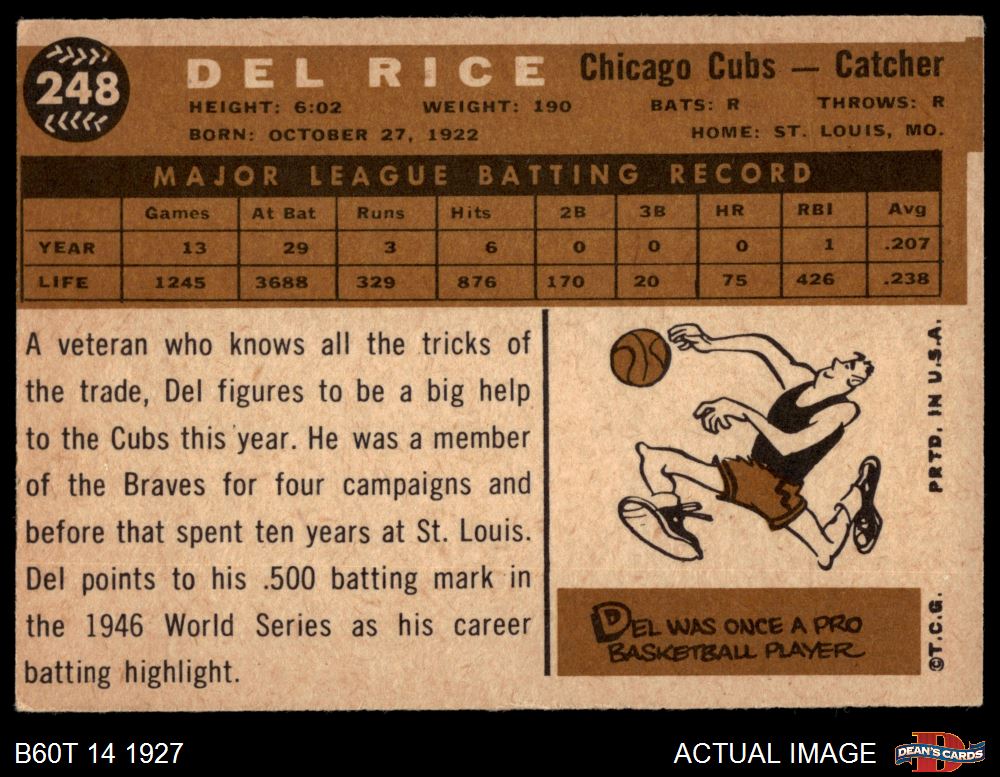 248
DEL RICE Chicago Cubs — Catcher
HEIGHT: 6:02 WEIGHT: 190 BATS: R THROWS: R
BORN: OCTOBER 27, 1922 HOME: ST. LOUIS, MO.
MAJOR LEAGUE BATTING RECORD
Games At Bat Runs Hits 2B 3B HR RBI Avg
YEAR 13 29 3 6 0 0 0 1 .207
LIFE 1245 3688 329 876 170 20 75 426 .238
A veteran who knows all the tricks of
the trade, Del figures to be a big help
to the Cubs this year. He was a member
of the Braves for four campaigns and
before that spent ten years at St. Louis.
Del points to his .500 batting mark in
the 1946 World Series as his career
batting highlight.
DEL WAS ONCE A PRO
BASKETBALL PLAYER
©T.C.G. PRTD. IN U.S.A.
B60T 14 1927 ACTUAL IMAGE DEAN'S CARDS